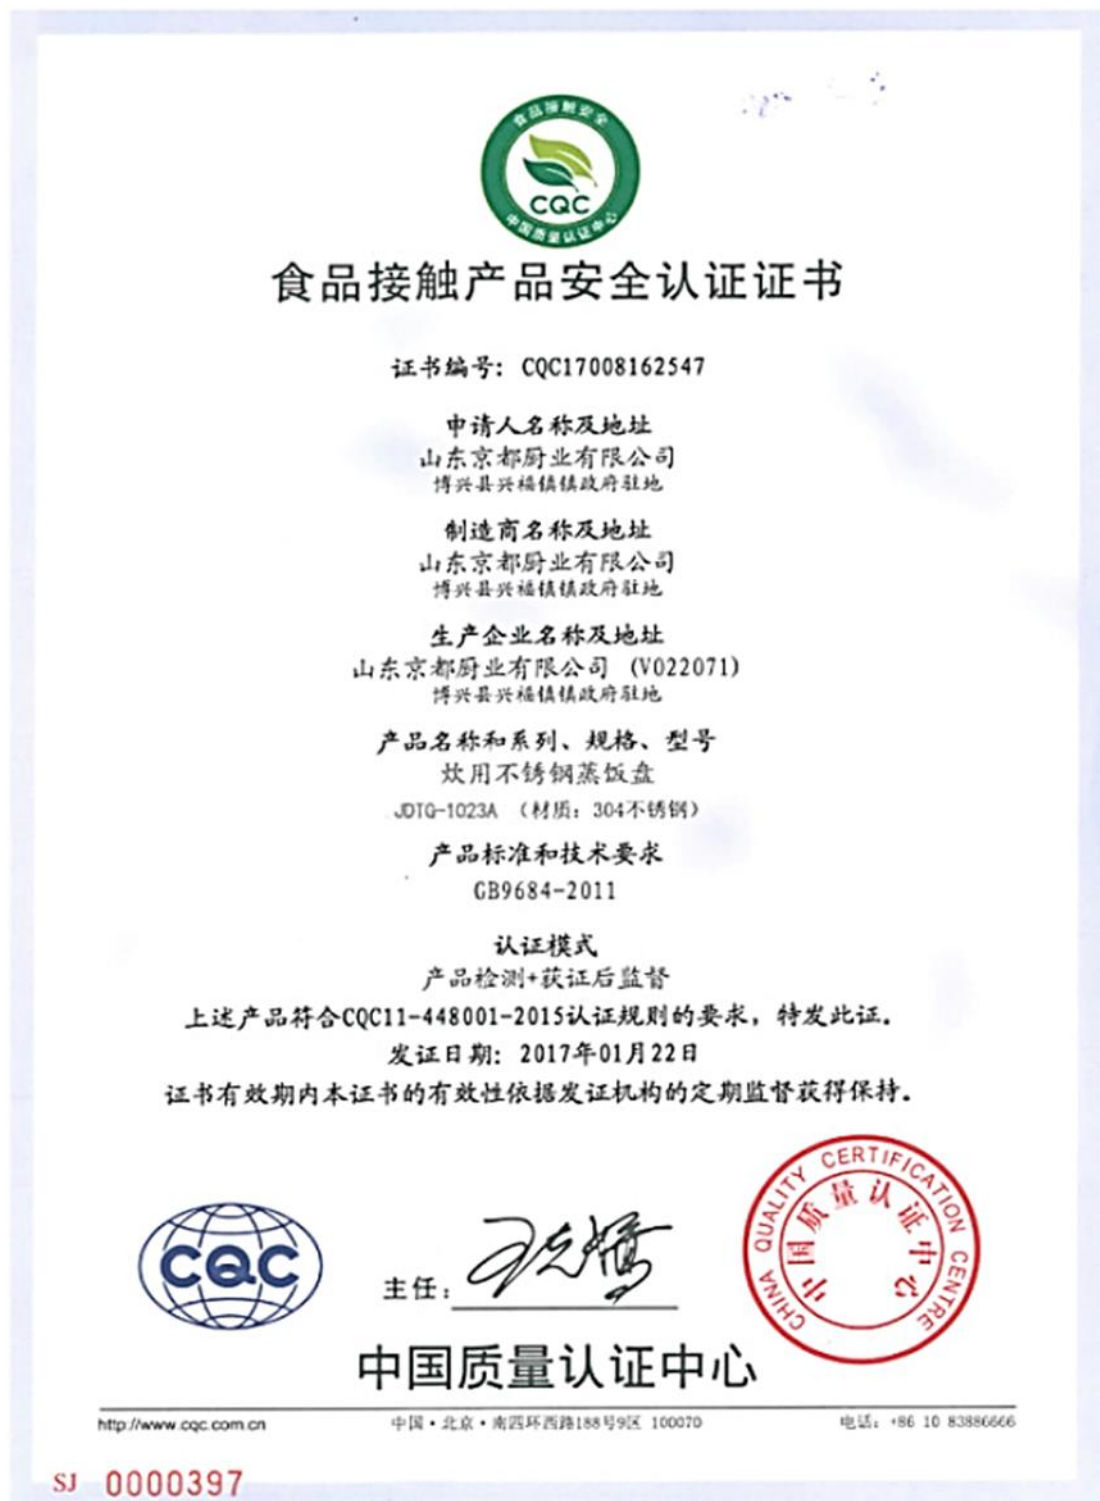 食品接触安全
CQC
中国质量认证中心
食品接触产品安全认证证书
证书编号：CQC17008162547
申请人名称及地址
山东京都厨业有限公司
博兴县兴福镇镇政府驻地
制造商名称及地址
山东京都厨业有限公司
博兴县兴福镇镇政府驻地
生产企业名称及地址
山东京都厨业有限公司 (V022071)
博兴县兴福镇镇政府驻地
产品名称和系列、规格、型号
炊用不锈钢蒸饭盘
JDTG-1023A （材质：304不锈钢）
产品标准和技术要求
GB9684-2011
认证模式
产品检测+获证后监督
上述产品符合CQC11-448001-2015认证规则的要求，特发此证。
发证日期：2017年01月22日
证书有效期内本证书的有效性依据发证机构的定期监督获得保持。
CQC
主任：
CHINA QUALITY CERTIFICATION CENTRE
中国质量认证中心
中国质量认证中心
http://www.cqc.com.cn 中国·北京·南四环西路188号9区 100070 电话：+86 10 83886666
SJ 0000397